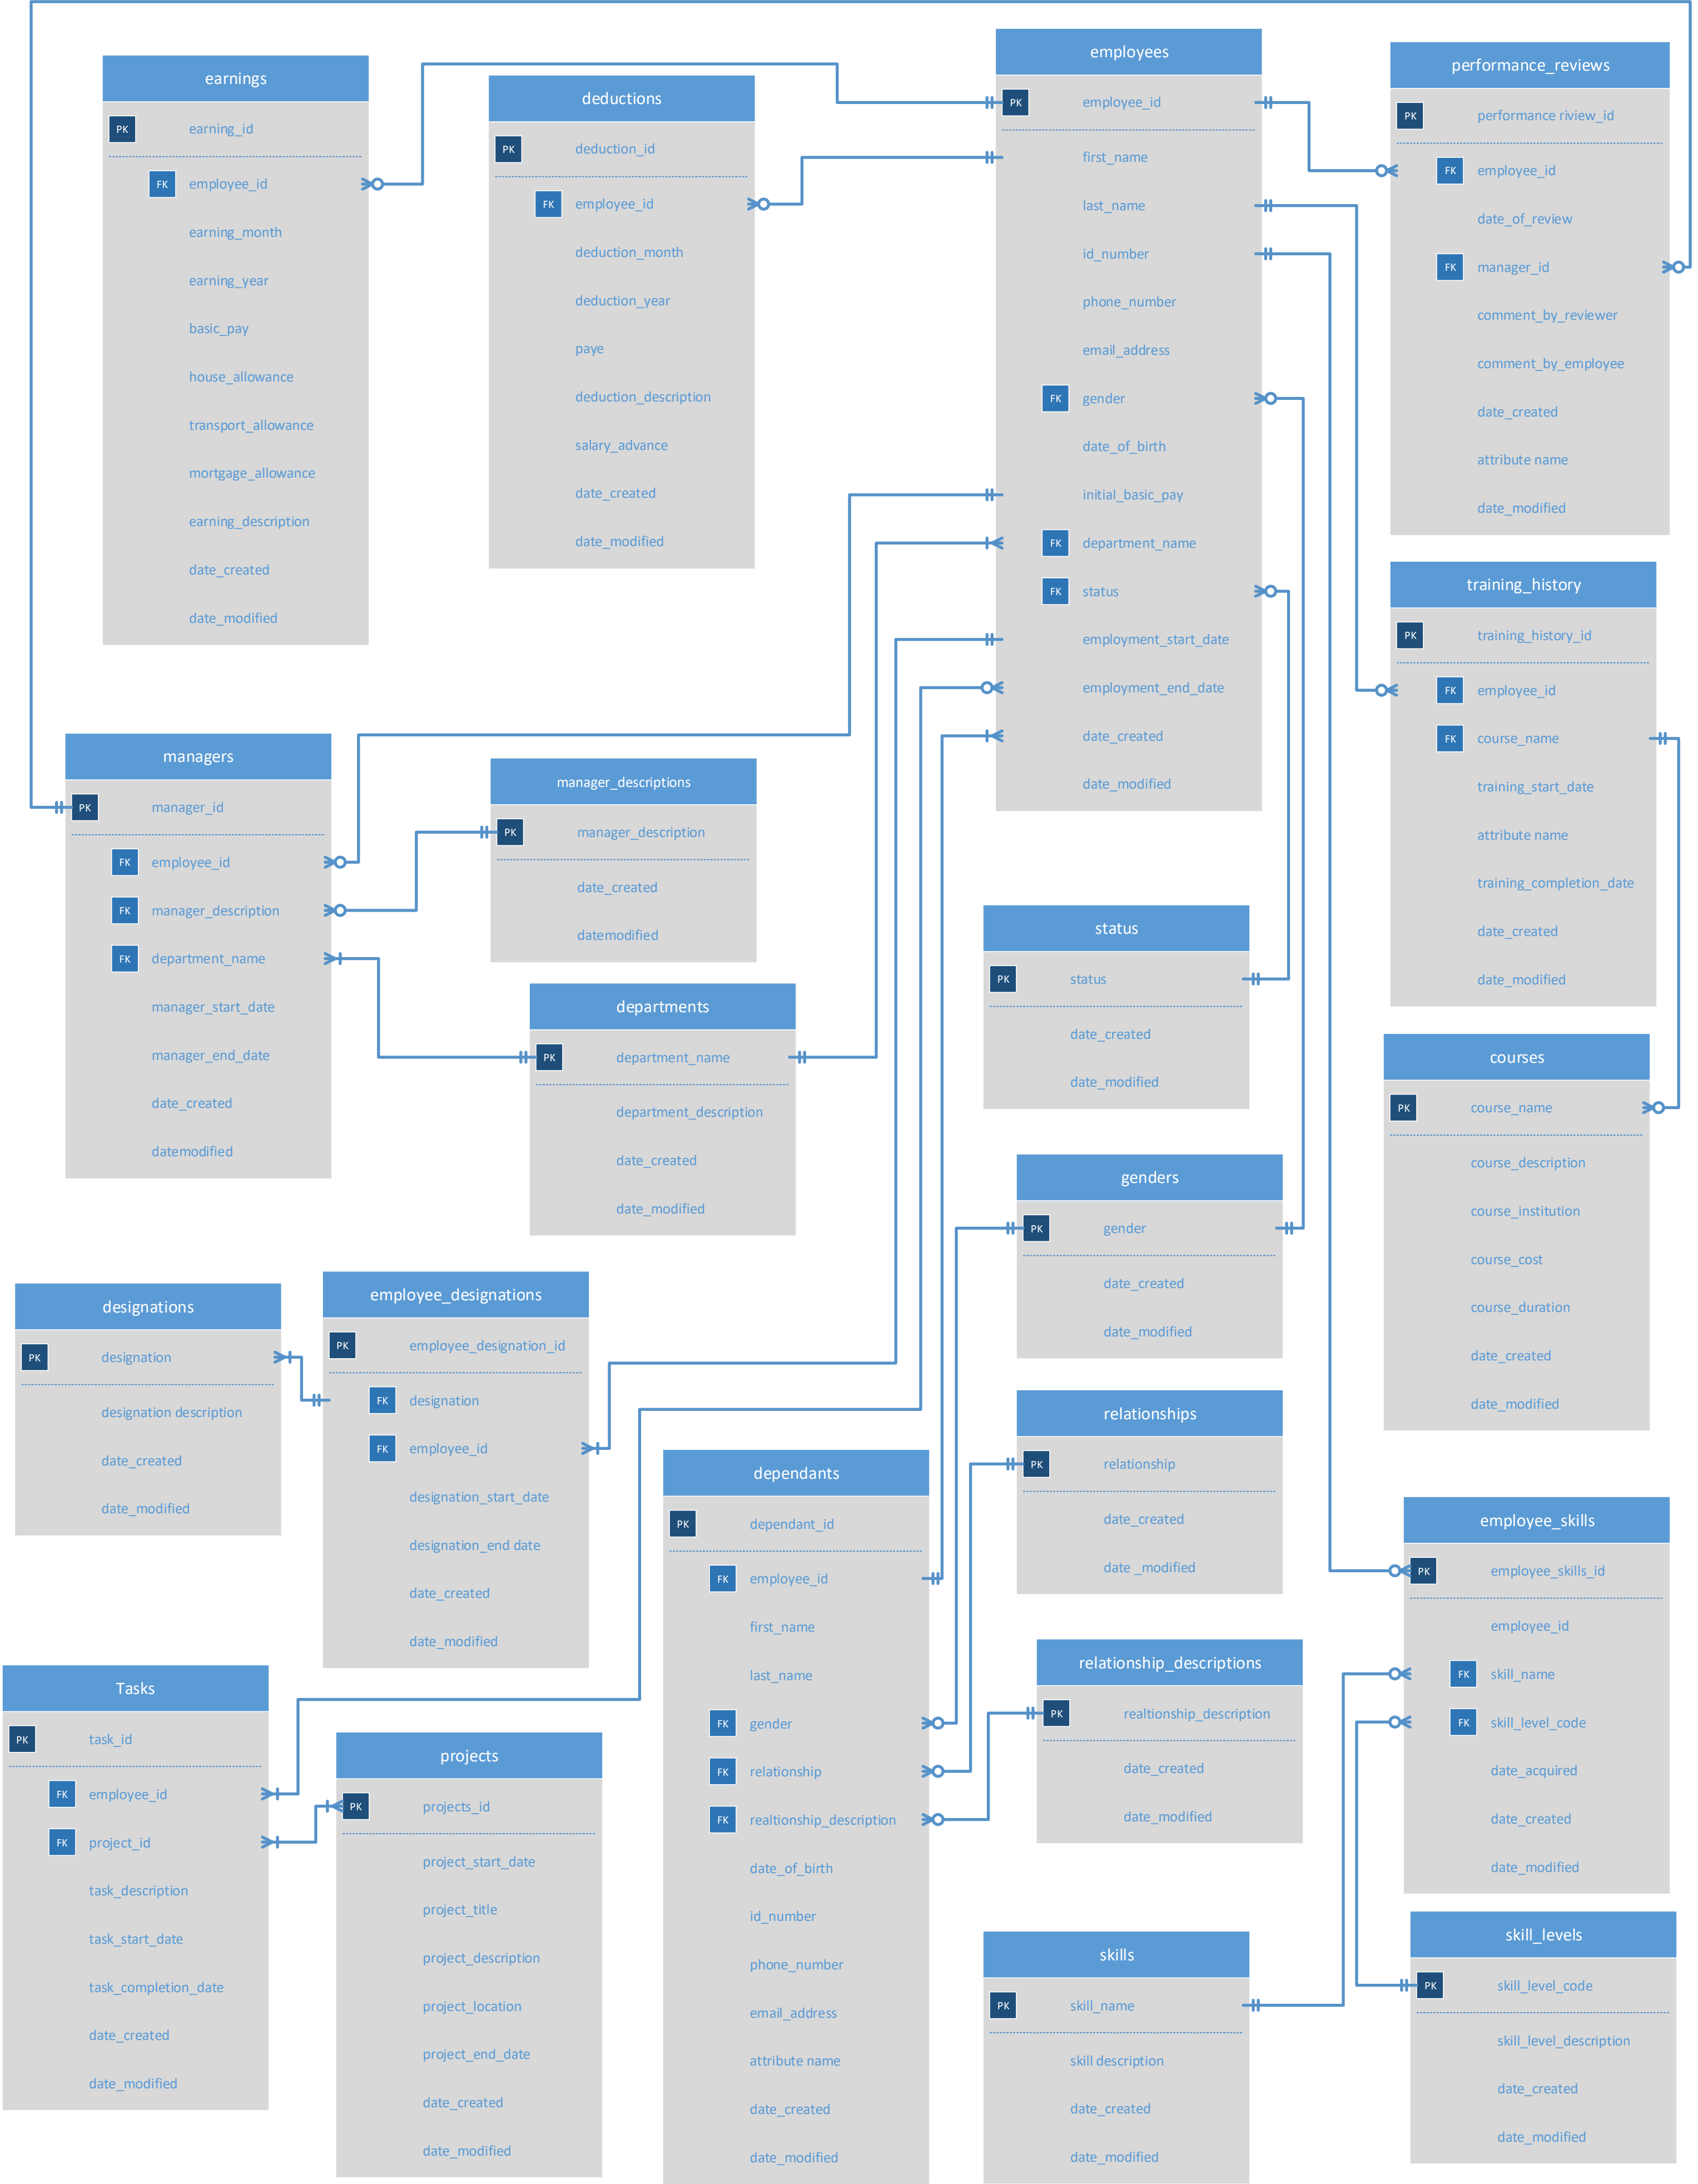 earnings
PK earning_id
FK employee_id
earning_month
earning_year
basic_pay
house_allowance
transport_allowance
mortgage_allowance
earning_description
date_created
date_modified
deductions
PK deduction_id
FK employee_id
deduction_month
deduction_year
paye
deduction_description
salary_advance
date_created
date_modified
employees
PK employee_id
first_name
last_name
id_number
phone_number
email_address
FK gender
date_of_birth
initial_basic_pay
FK department_name
FK status
employment_start_date
employment_end_date
date_created
date_modified
performance_reviews
PK performance riview_id
FK employee_id
date_of_review
FK manager_id
comment_by_reviewer
comment_by_employee
date_created
attribute name
date_modified
training_history
PK training_history_id
FK employee_id
FK course_name
training_start_date
attribute name
training_completion_date
date_created
date_modified
managers
PK manager_id
FK employee_id
FK manager_description
FK department_name
manager_start_date
manager_end_date
date_created
datemodified
manager_descriptions
PK manager_description
date_created
datemodified
departments
PK department_name
department_description
date_created
date_modified
status
PK status
date_created
date_modified
courses
PK course_name
course_description
course_institution
course_cost
course_duration
date_created
date_modified
genders
PK gender
date_created
date_modified
designations
PK designation
designation description
date_created
date_modified
employee_designations
PK employee_designation_id
FK designation
FK employee_id
designation_start_date
designation_end date
date_created
date_modified
relationships
PK relationship
date_created
date _modified
dependants
PK dependant_id
FK employee_id
first_name
last_name
FK gender
FK relationship
FK realtionship_description
date_of_birth
id_number
phone_number
email_address
attribute name
date_created
date_modified
employee_skills
PK employee_skills_id
employee_id
FK skill_name
FK skill_level_code
date_acquired
date_created
date_modified
relationship_descriptions
PK realtionship_description
date_created
date_modified
Tasks
PK task_id
FK employee_id
FK project_id
task_description
task_start_date
task_completion_date
date_created
date_modified
projects
PK projects_id
project_start_date
project_title
project_description
project_location
project_end_date
date_created
date_modified
skills
PK skill_name
skill description
date_created
date_modified
skill_levels
PK skill_level_code
skill_level_description
date_created
date_modified